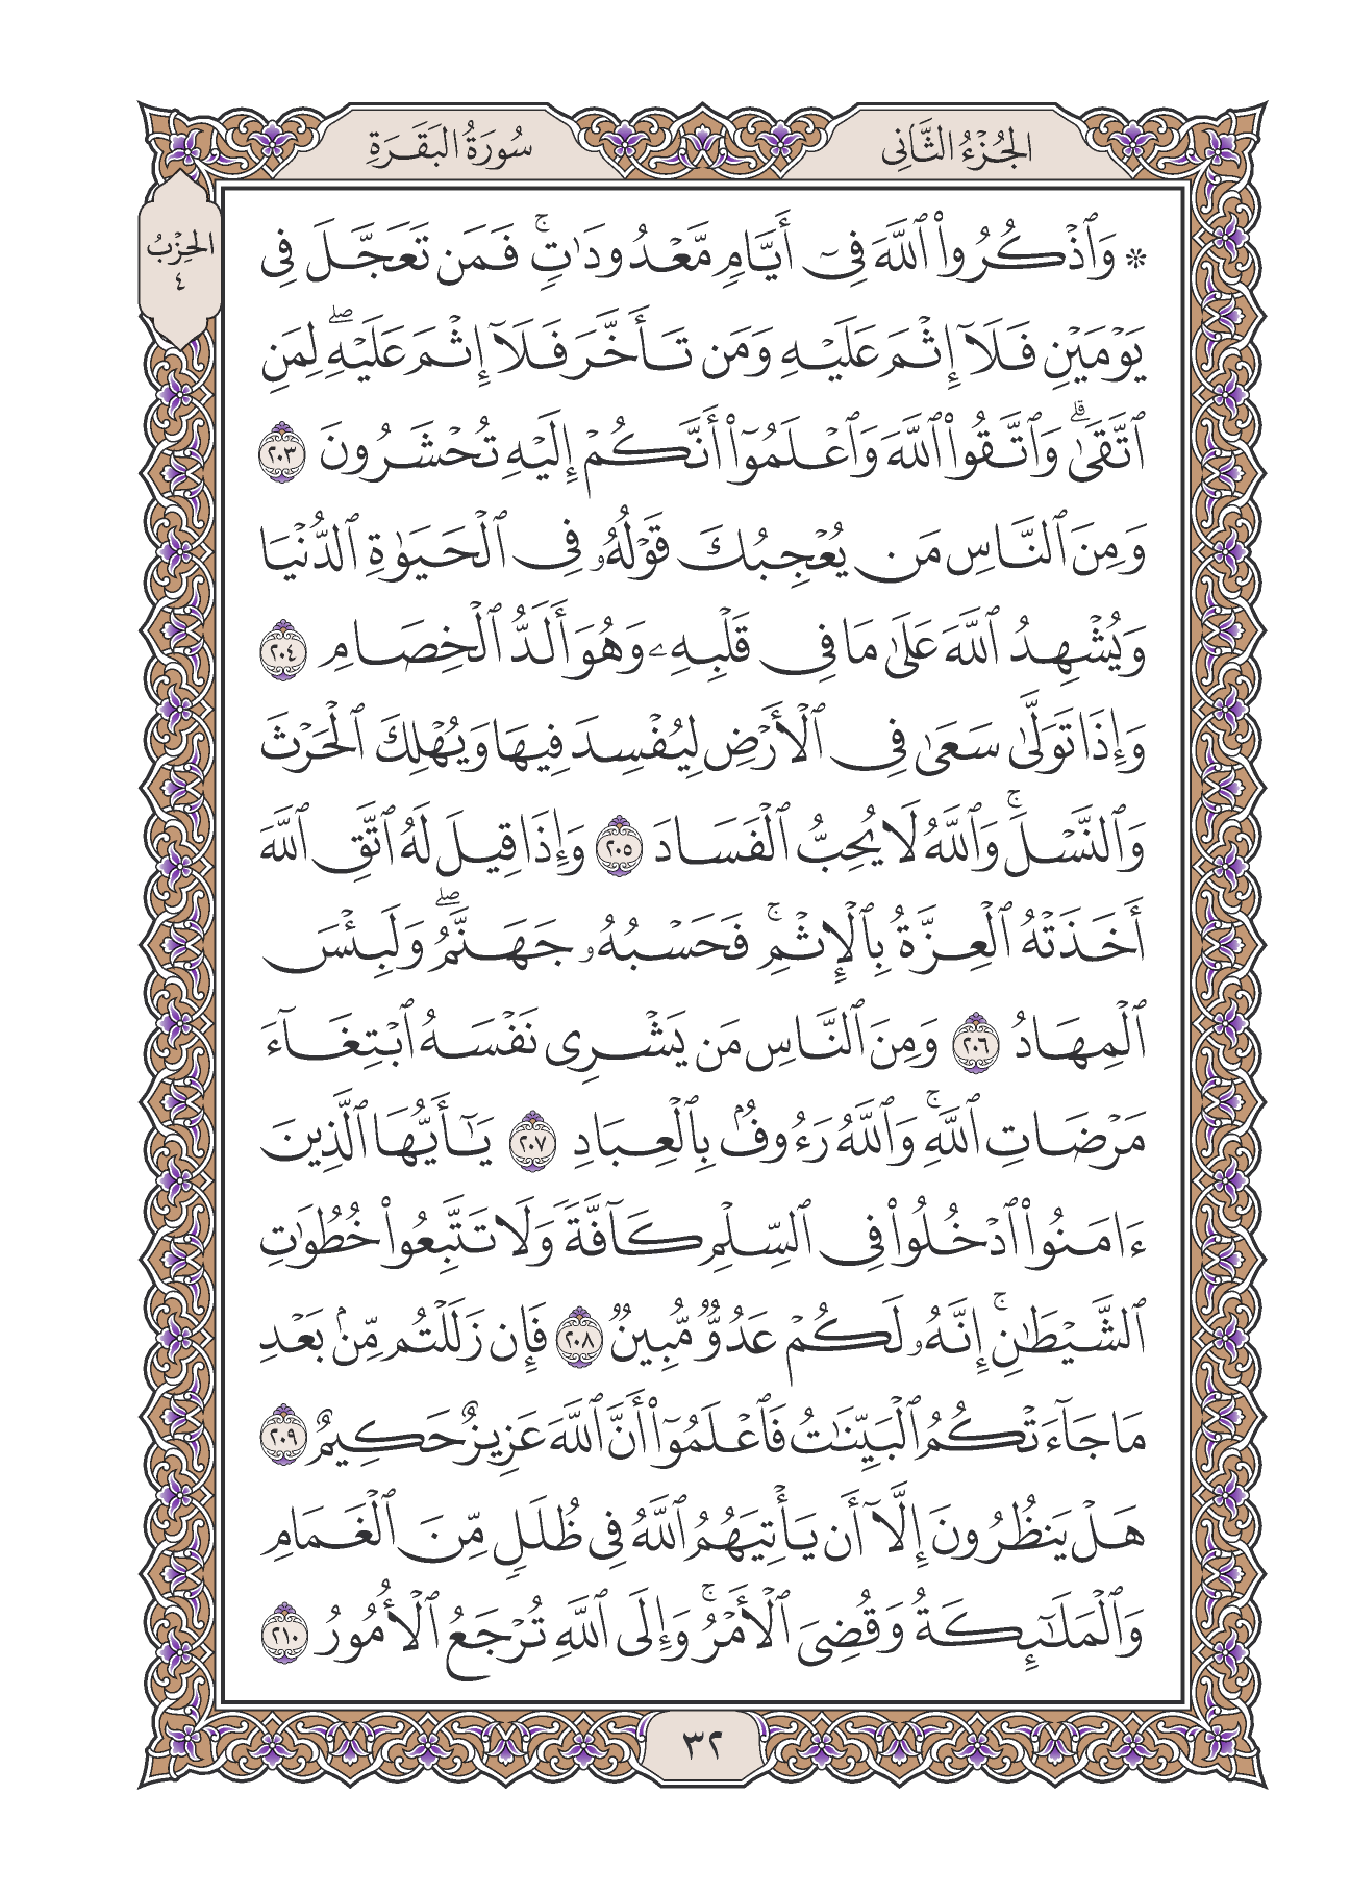 الجُزْءُ الثَّانِي
سُورَةُ البَقَرَةِ
الحِزْبُ
٤
۞ وَٱذْكُرُوا۟ ٱللَّهَ فِىٓ أَيَّامٍ مَّعْدُودَٰتٍ ۚ فَمَن تَعَجَّلَ فِى
يَوْمَيْنِ فَلَآ إِثْمَ عَلَيْهِ وَمَن تَأَخَّرَ فَلَآ إِثْمَ عَلَيْهِ ۖ لِمَنِ
ٱتَّقَىٰ ۗ وَٱتَّقُوا۟ ٱللَّهَ وَٱعْلَمُوٓا۟ أَنَّكُمْ إِلَيْهِ تُحْشَرُونَ ٢٠٣
وَمِنَ ٱلنَّاسِ مَن يُعْجِبُكَ قَوْلُهُۥ فِى ٱلْحَيَوٰةِ ٱلدُّنْيَا
وَيُشْهِدُ ٱللَّهَ عَلَىٰ مَا فِى قَلْبِهِۦ وَهُوَ أَلَدُّ ٱلْخِصَامِ ٢٠٤
وَإِذَا تَوَلَّىٰ سَعَىٰ فِى ٱلْأَرْضِ لِيُفْسِدَ فِيهَا وَيُهْلِكَ ٱلْحَرْثَ
وَٱلنَّسْلَ ۚ وَٱللَّهُ لَا يُحِبُّ ٱلْفَسَادَ ٢٠٥ وَإِذَا قِيلَ لَهُ ٱتَّقِ ٱللَّهَ
أَخَذَتْهُ ٱلْعِزَّةُ بِٱلْإِثْمِ ۚ فَحَسْبُهُۥ جَهَنَّمُ ۖ وَلَبِئْسَ
ٱلْمِهَادُ ٢٠٦ وَمِنَ ٱلنَّاسِ مَن يَشْرِى نَفْسَهُ ٱبْتِغَآءَ
مَرْضَاتِ ٱللَّهِ ۚ وَٱللَّهُ رَءُوفٌۢ بِٱلْعِبَادِ ٢٠٧ يَٰٓأَيُّهَا ٱلَّذِينَ
ءَامَنُوا۟ ٱدْخُلُوا۟ فِى ٱلسِّلْمِ كَآفَّةً وَلَا تَتَّبِعُوا۟ خُطُوَٰتِ
ٱلشَّيْطَٰنِ ۚ إِنَّهُۥ لَكُمْ عَدُوٌّ مُّبِينٌ ٢٠٨ فَإِن زَلَلْتُم مِّنۢ بَعْدِ
مَا جَآءَتْكُمُ ٱلْبَيِّنَٰتُ فَٱعْلَمُوٓا۟ أَنَّ ٱللَّهَ عَزِيزٌ حَكِيمٌ ٢٠٩
هَلْ يَنظُرُونَ إِلَّآ أَن يَأْتِيَهُمُ ٱللَّهُ فِى ظُلَلٍ مِّنَ ٱلْغَمَامِ
وَٱلْمَلَٰٓئِكَةُ وَقُضِىَ ٱلْأَمْرُ ۚ وَإِلَى ٱللَّهِ تُرْجَعُ ٱلْأُمُورُ ٢١٠
٣٢